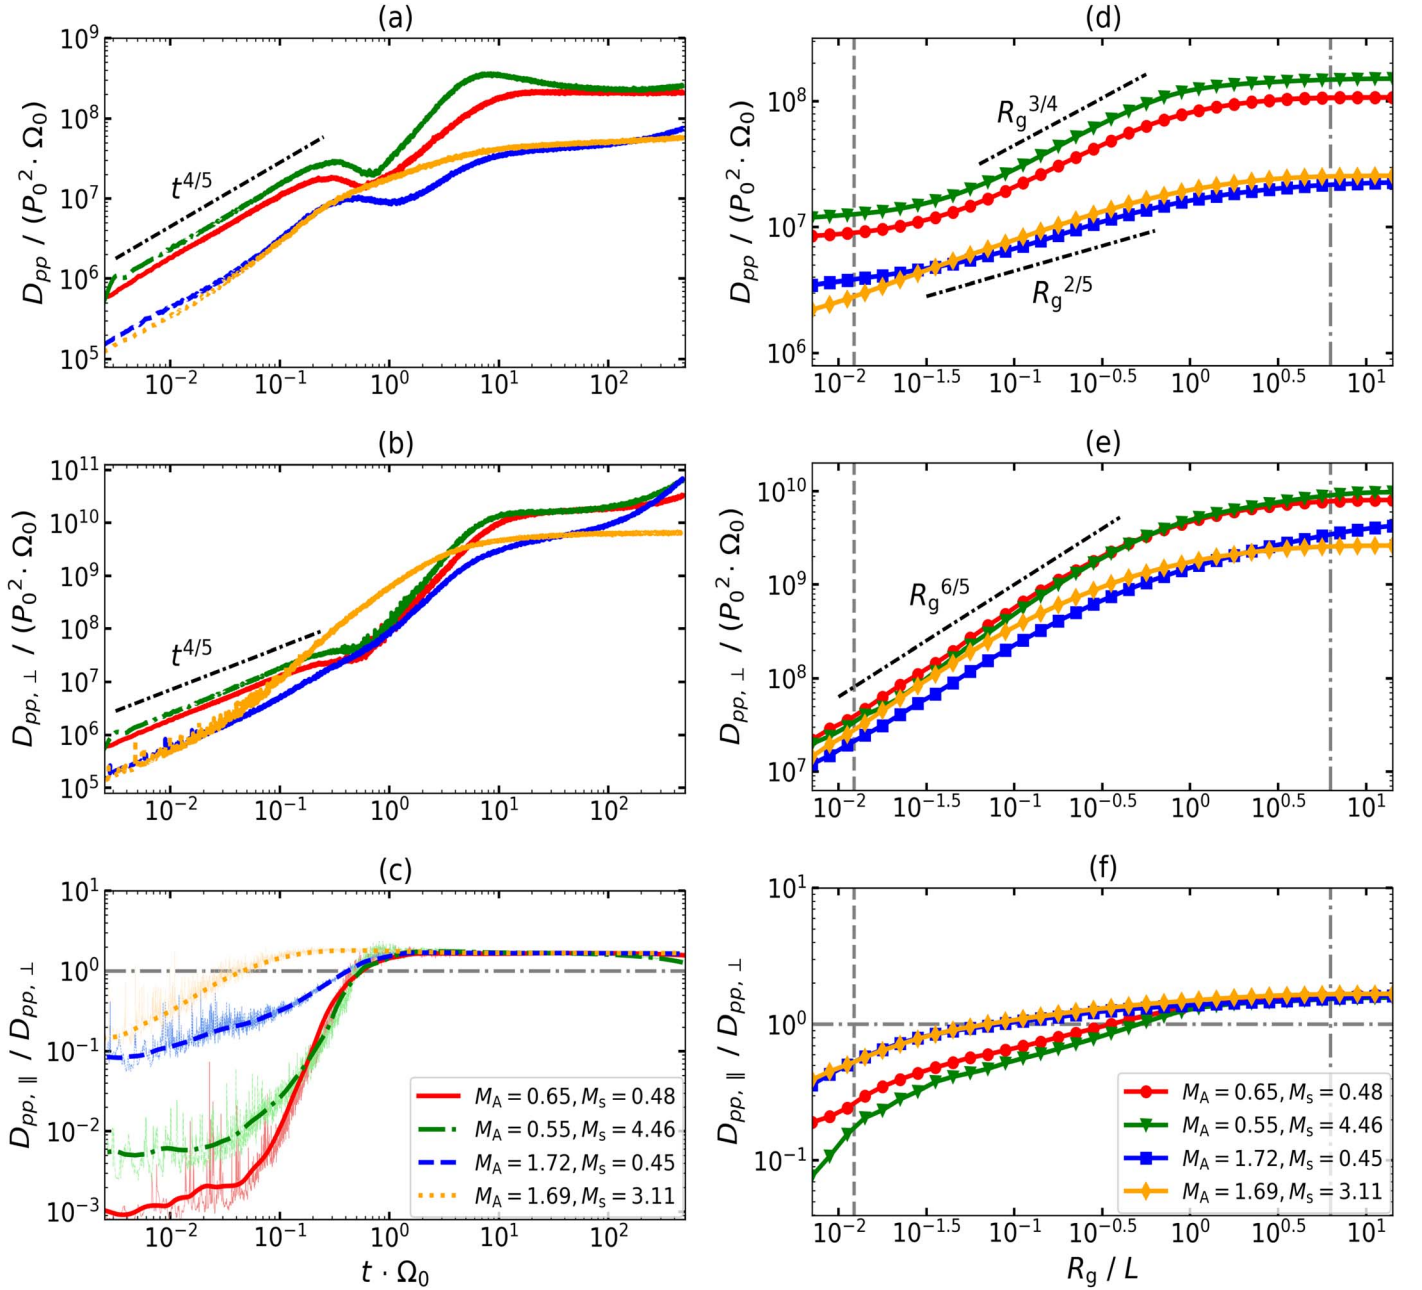 (a)
D_pp / (P_0^2 · Ω_0)
10^9
10^8
10^7
10^6
10^5
t^4/5
10^-2 10^-1 10^0 10^1 10^2
(d)
D_pp / (P_0^2 · Ω_0)
10^8
10^7
10^6
R_g^3/4
R_g^2/5
10^-2 10^-1.5 10^-1 10^-0.5 10^0 10^0.5 10^1
(b)
D_pp, ⊥ / (P_0^2 · Ω_0)
10^11
10^10
10^9
10^8
10^7
10^6
10^5
t^4/5
10^-2 10^-1 10^0 10^1 10^2
(e)
D_pp, ⊥ / (P_0^2 · Ω_0)
10^10
10^9
10^8
10^7
R_g^6/5
10^-2 10^-1.5 10^-1 10^-0.5 10^0 10^0.5 10^1
(c)
D_pp, ∥ / D_pp, ⊥
10^1
10^0
10^-1
10^-2
10^-3
M_A = 0.65, M_s = 0.48
M_A = 0.55, M_s = 4.46
M_A = 1.72, M_s = 0.45
M_A = 1.69, M_s = 3.11
10^-2 10^-1 10^0 10^1 10^2
t · Ω_0
(f)
D_pp, ∥ / D_pp, ⊥
10^1
10^0
10^-1
M_A = 0.65, M_s = 0.48
M_A = 0.55, M_s = 4.46
M_A = 1.72, M_s = 0.45
M_A = 1.69, M_s = 3.11
10^-2 10^-1.5 10^-1 10^-0.5 10^0 10^0.5 10^1
R_g / L